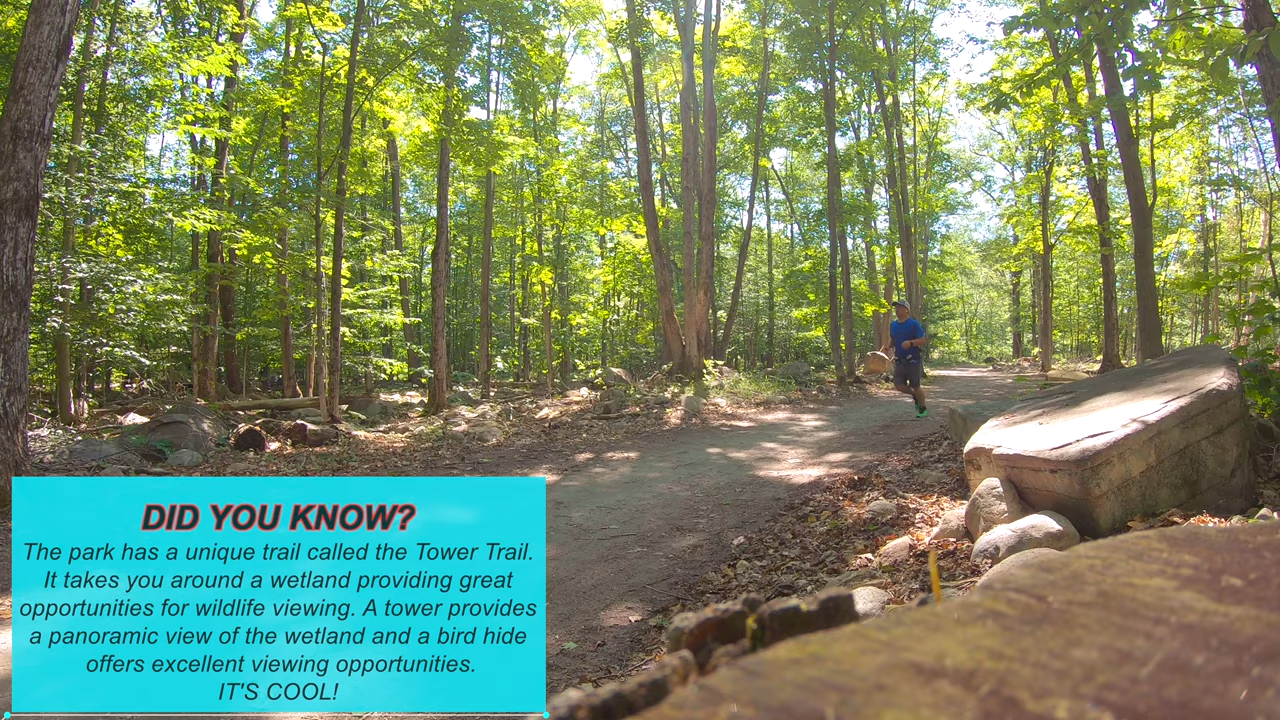 DID YOU KNOW?
The park has a unique trail called the Tower Trail.
It takes you around a wetland providing great
opportunities for wildlife viewing. A tower provides
a panoramic view of the wetland and a bird hide
offers excellent viewing opportunities.
IT'S COOL!